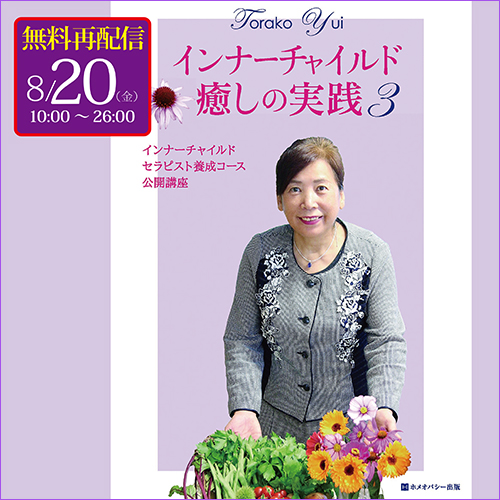 無料再配信
8/20(金)
10:00 〜 26:00
Torako Yui
インナーチャイルド
癒しの実践 3
インナーチャイルド
セラピスト養成コース
公開講座
ホメオパシー出版